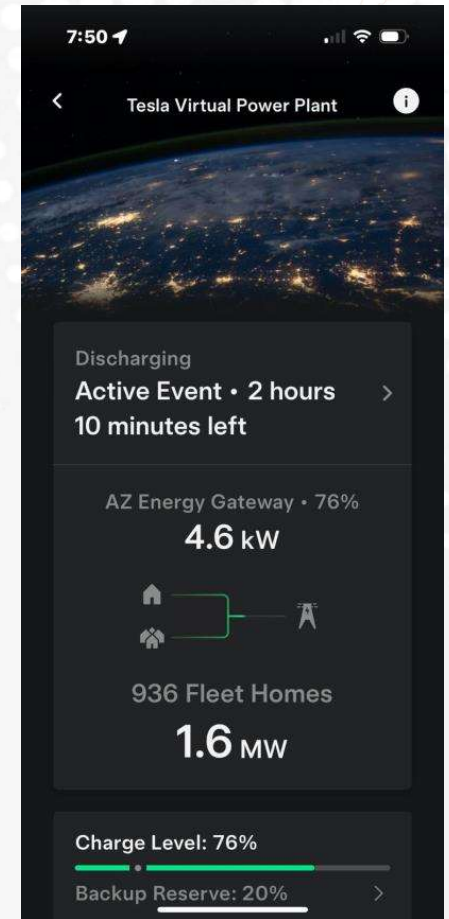 7:50
Tesla Virtual Power Plant
i
Discharging
Active Event • 2 hours
10 minutes left
AZ Energy Gateway • 76%
4.6 kW
936 Fleet Homes
1.6 MW
Charge Level: 76%
Backup Reserve: 20%